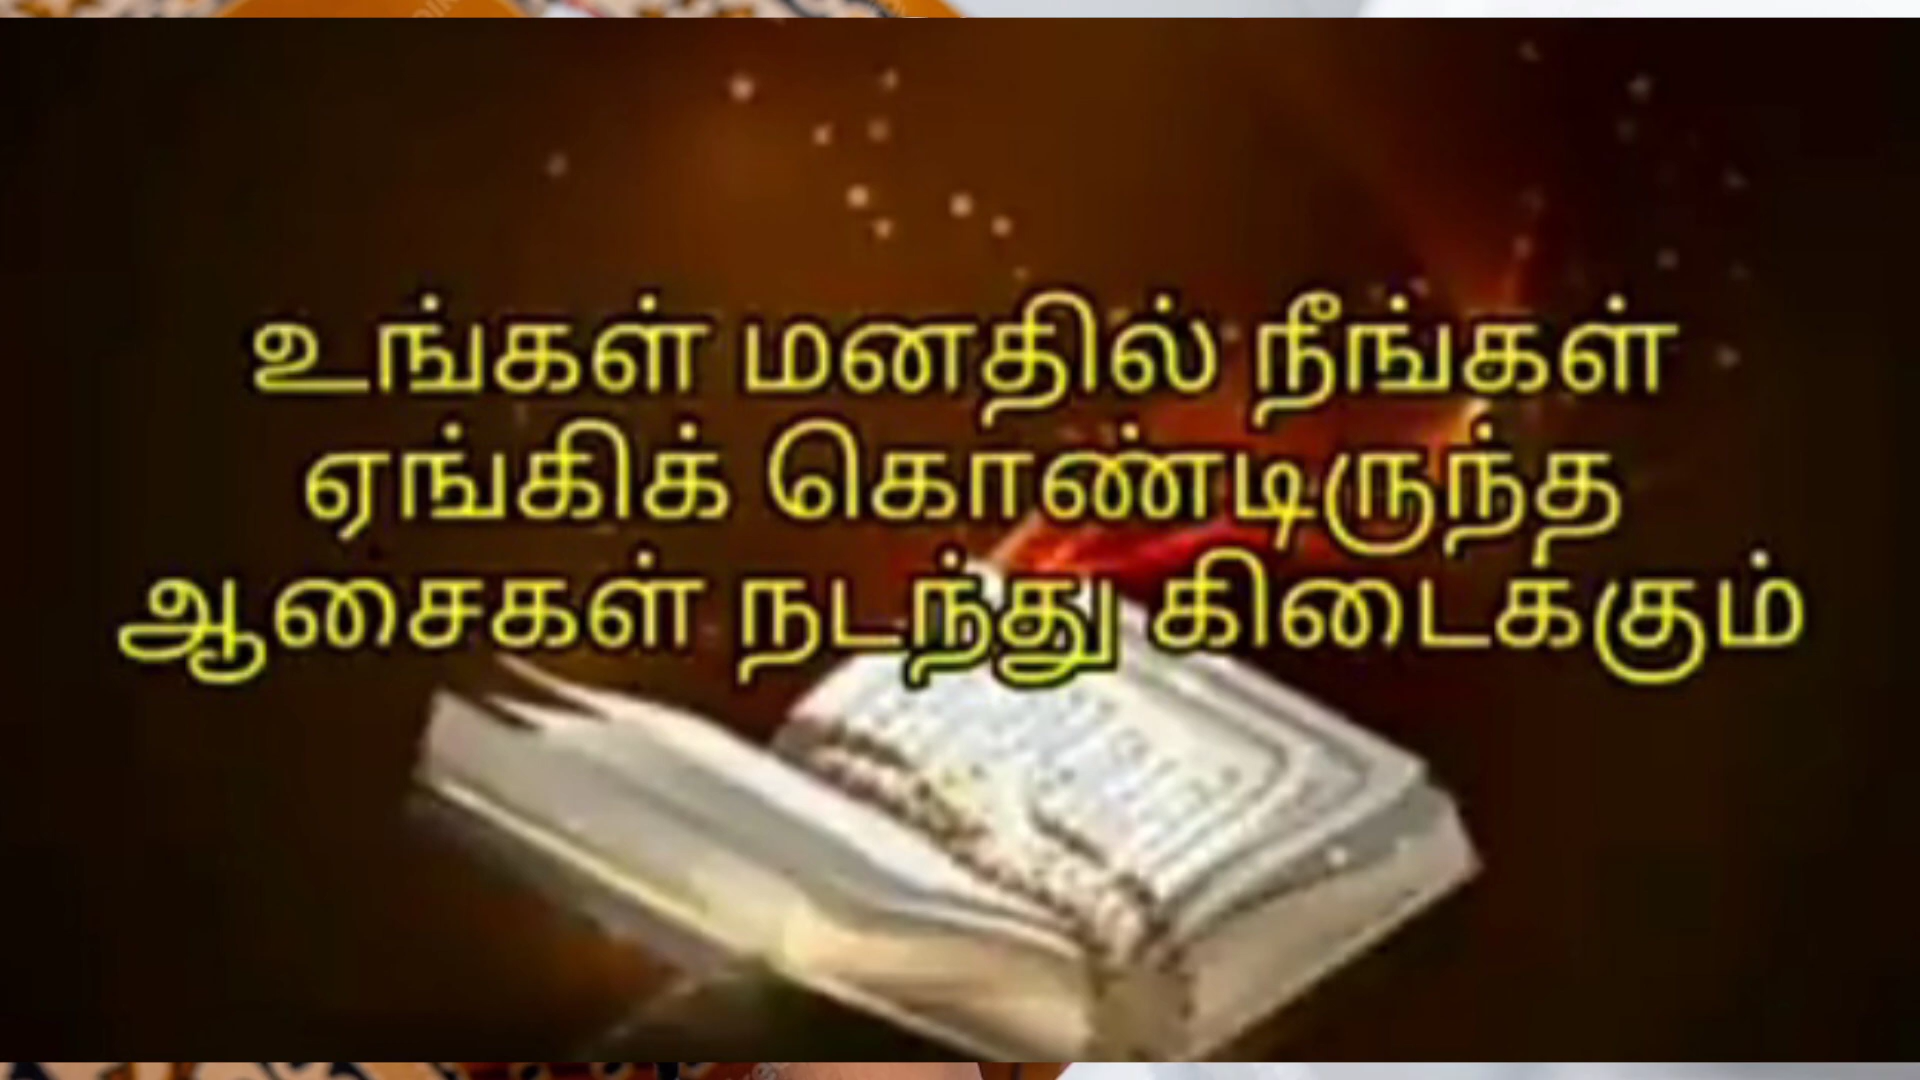 உங்கள் மனதில் நீங்கள்
ஏங்கிக் கொண்டிருந்த
ஆசைகள் நடந்து கிடைக்கும்